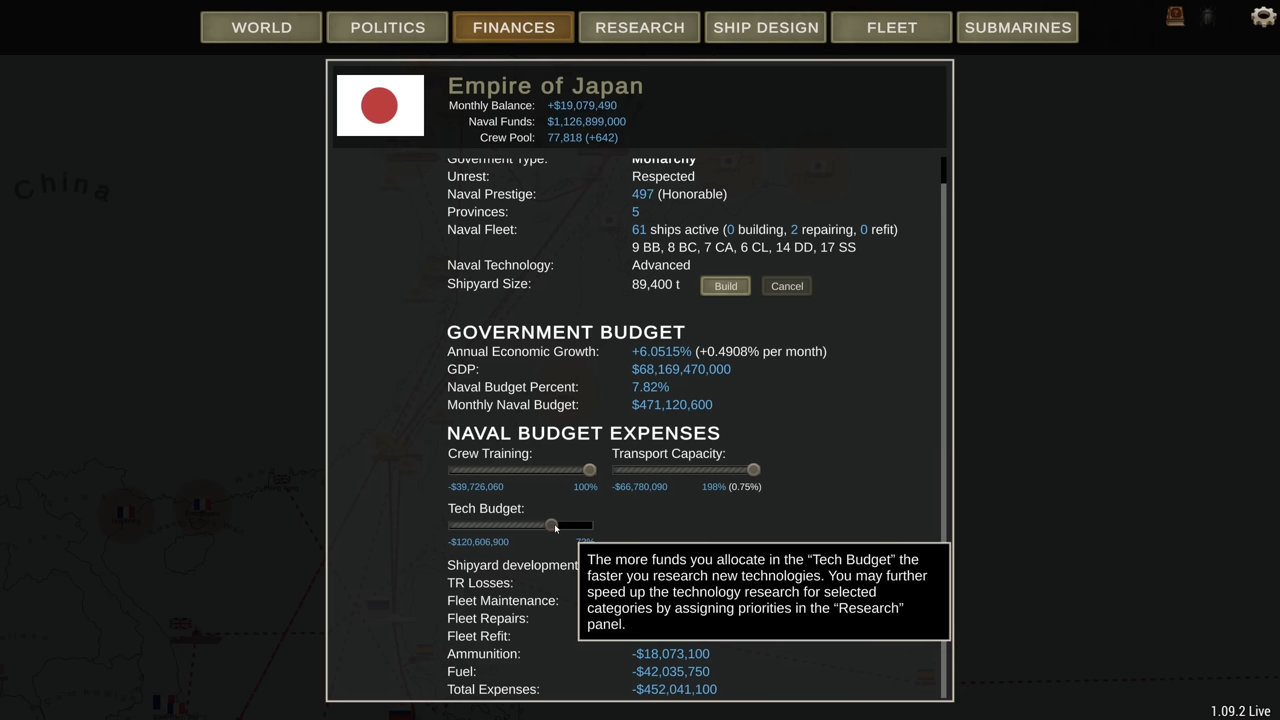 WORLD
POLITICS
FINANCES
RESEARCH
SHIP DESIGN
FLEET
SUBMARINES
Empire of Japan
Monthly Balance: +$19,079,490
Naval Funds: $1,126,899,000
Crew Pool: 77,818 (+642)
China
Goverment Type: Monarchy
Unrest: Respected
Naval Prestige: 497 (Honorable)
Provinces: 5
Naval Fleet: 61 ships active (0 building, 2 repairing, 0 refit)
9 BB, 8 BC, 7 CA, 6 CL, 14 DD, 17 SS
Naval Technology: Advanced
Shipyard Size: 89,400 t Build Cancel
GOVERNMENT BUDGET
Annual Economic Growth: +6.0515% (+0.4908% per month)
GDP: $68,169,470,000
Naval Budget Percent: 7.82%
Monthly Naval Budget: $471,120,600
NAVAL BUDGET EXPENSES
Crew Training: Transport Capacity:
-$39,726,060 100% -$66,780,090 198% (0.75%)
Tech Budget:
-$120,606,900
The more funds you allocate in the “Tech Budget” the
faster you research new technologies. You may further
speed up the technology research for selected
categories by assigning priorities in the “Research”
panel.
Shipyard development
TR Losses:
Fleet Maintenance:
Fleet Repairs:
Fleet Refit:
Ammunition: -$18,073,100
Fuel: -$42,035,750
Total Expenses: -$452,041,100
1.09.2 Live